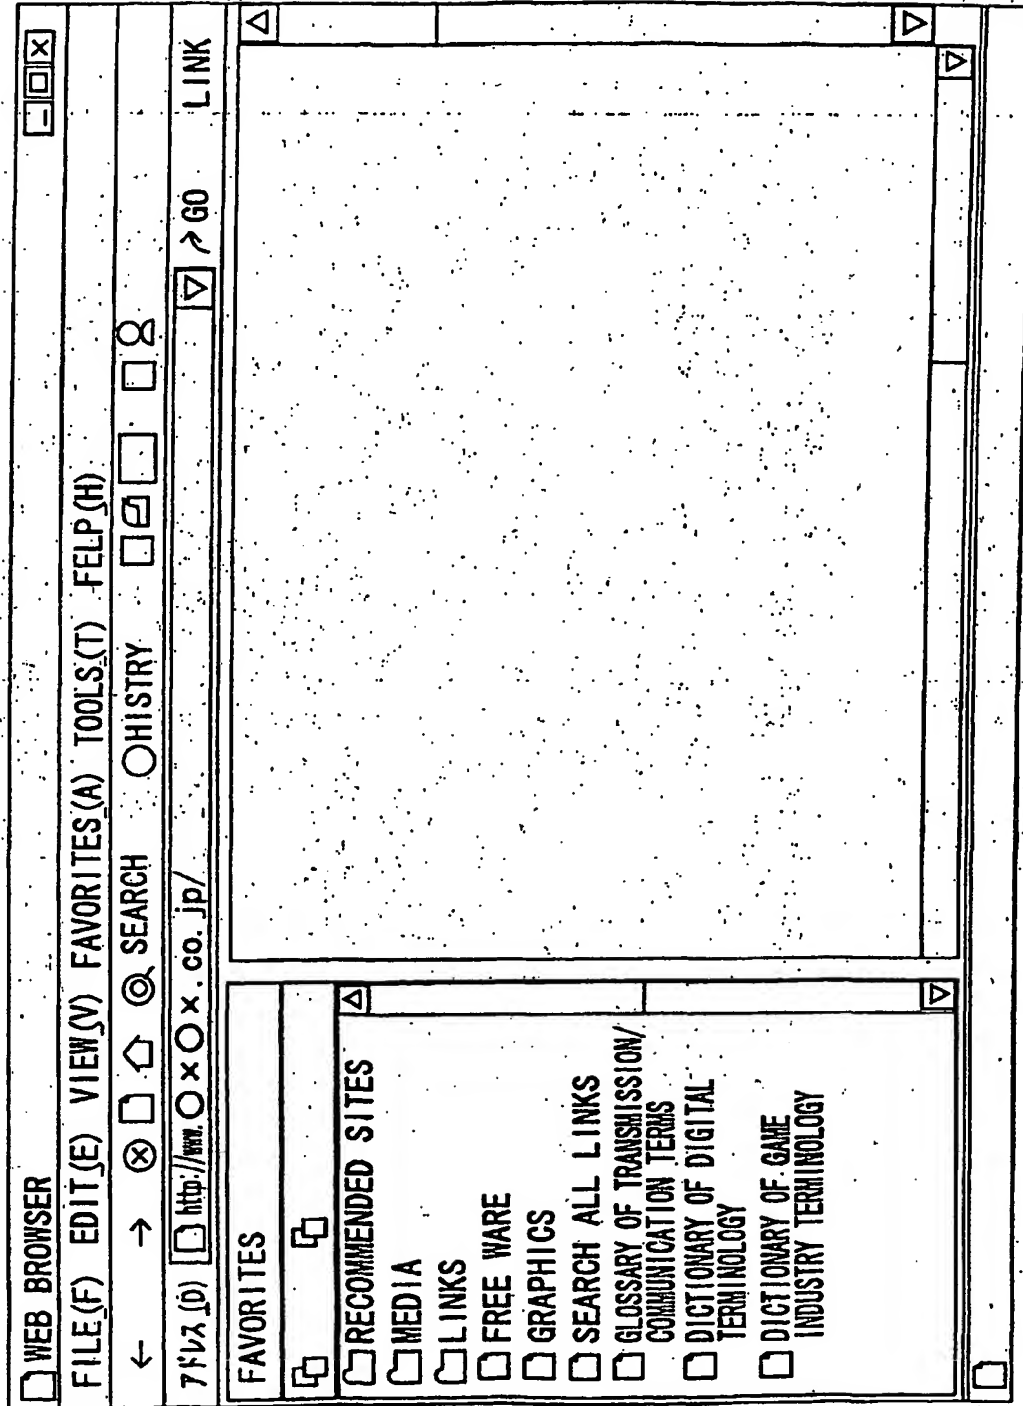 WEB BROWSER
FILE(F) EDIT(E) VIEW(V) FAVORITES(A) TOOLS(T) FELP(H)
SEARCH HISTRY
アドレス(D) http://www.○×○×.co.jp/ GO LINK
FAVORITES
RECOMMENDED SITES
MEDIA
LINKS
FREE WARE
GRAPHICS
SEARCH ALL LINKS
GLOSSARY OF TRANSMISSION/
COMMUNICATION TERMS
DICTIONARY OF DIGITAL
TERMINOLOGY
DICTIONARY OF GAME
INDUSTRY TERMINOLOGY